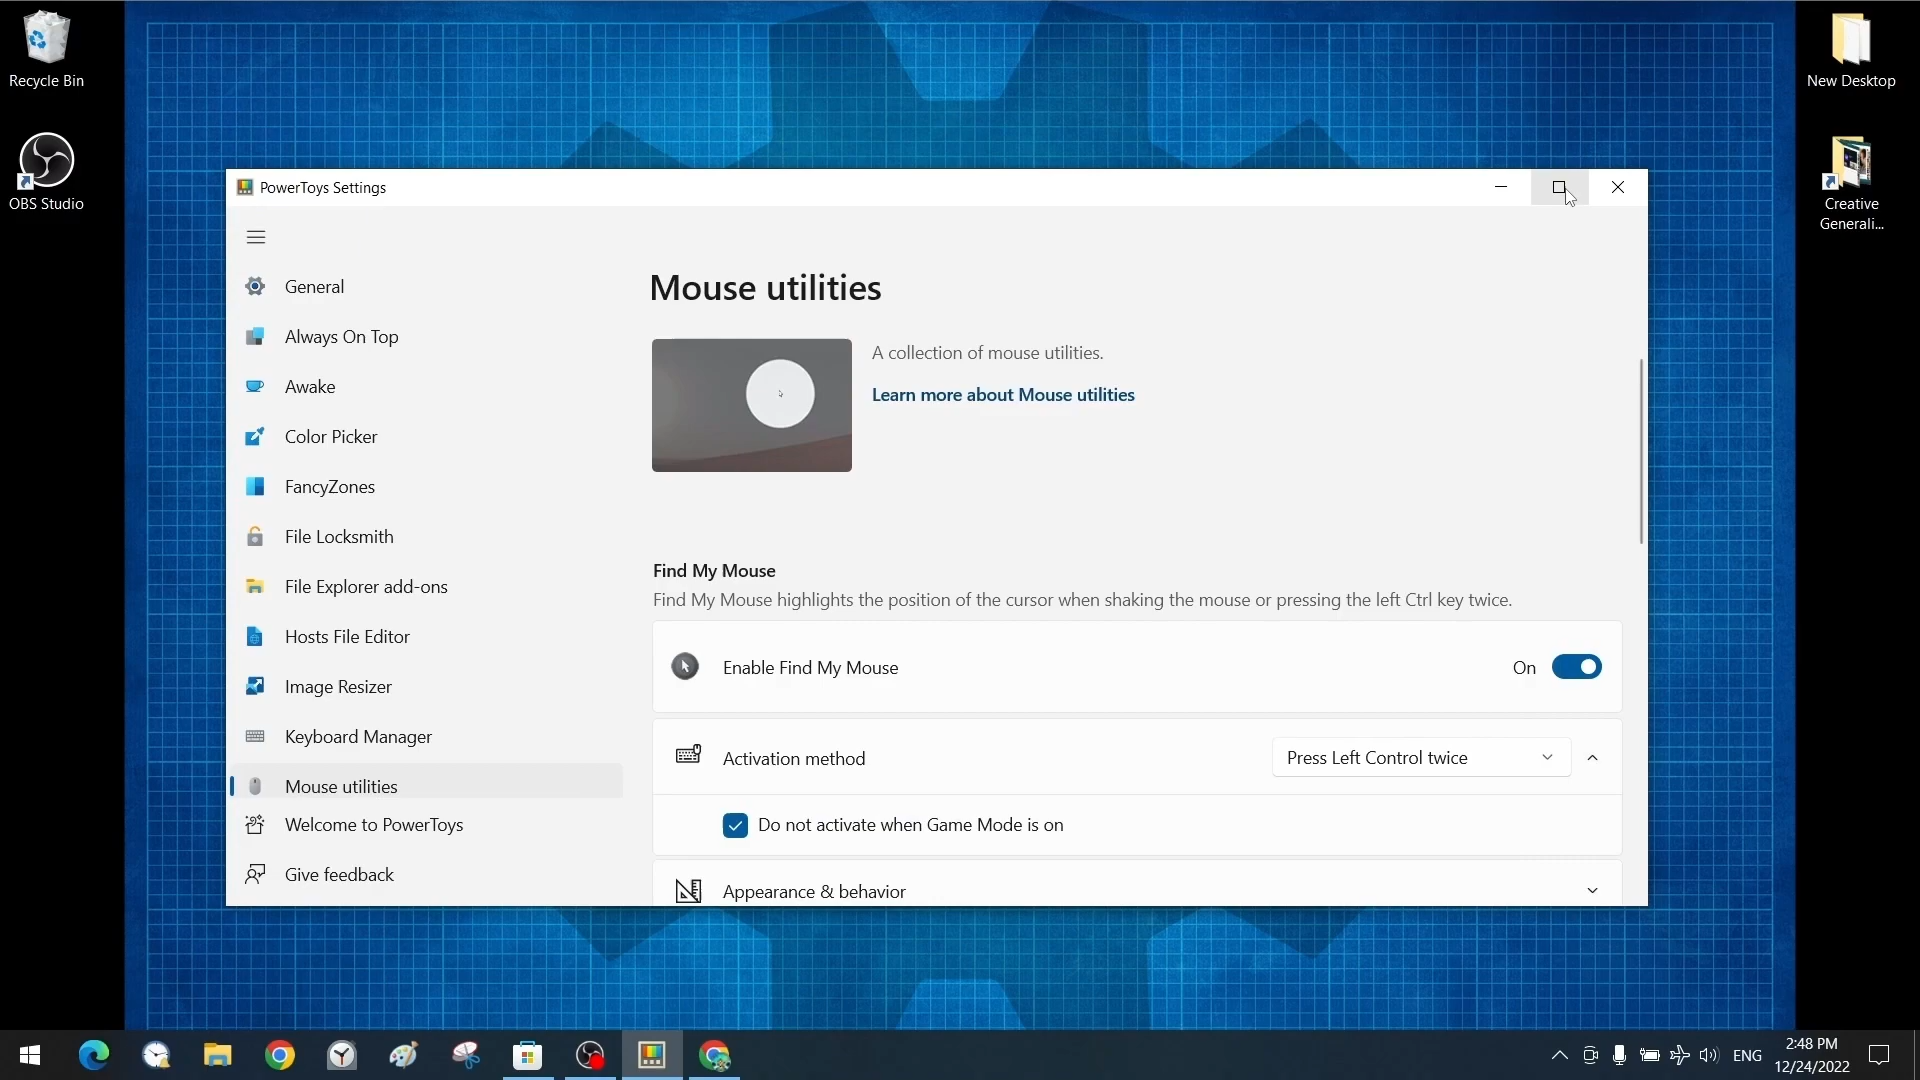 Recycle Bin
OBS Studio
New Desktop
Creative
Generali...
PowerToys Settings
General
Always On Top
Awake
Color Picker
FancyZones
File Locksmith
File Explorer add-ons
Hosts File Editor
Image Resizer
Keyboard Manager
Mouse utilities
Welcome to PowerToys
Give feedback
Mouse utilities
A collection of mouse utilities.
Learn more about Mouse utilities
Find My Mouse
Find My Mouse highlights the position of the cursor when shaking the mouse or pressing the left Ctrl key twice.
Enable Find My Mouse
On
Activation method
Press Left Control twice
Do not activate when Game Mode is on
Appearance & behavior
ENG
2:48 PM
12/24/2022